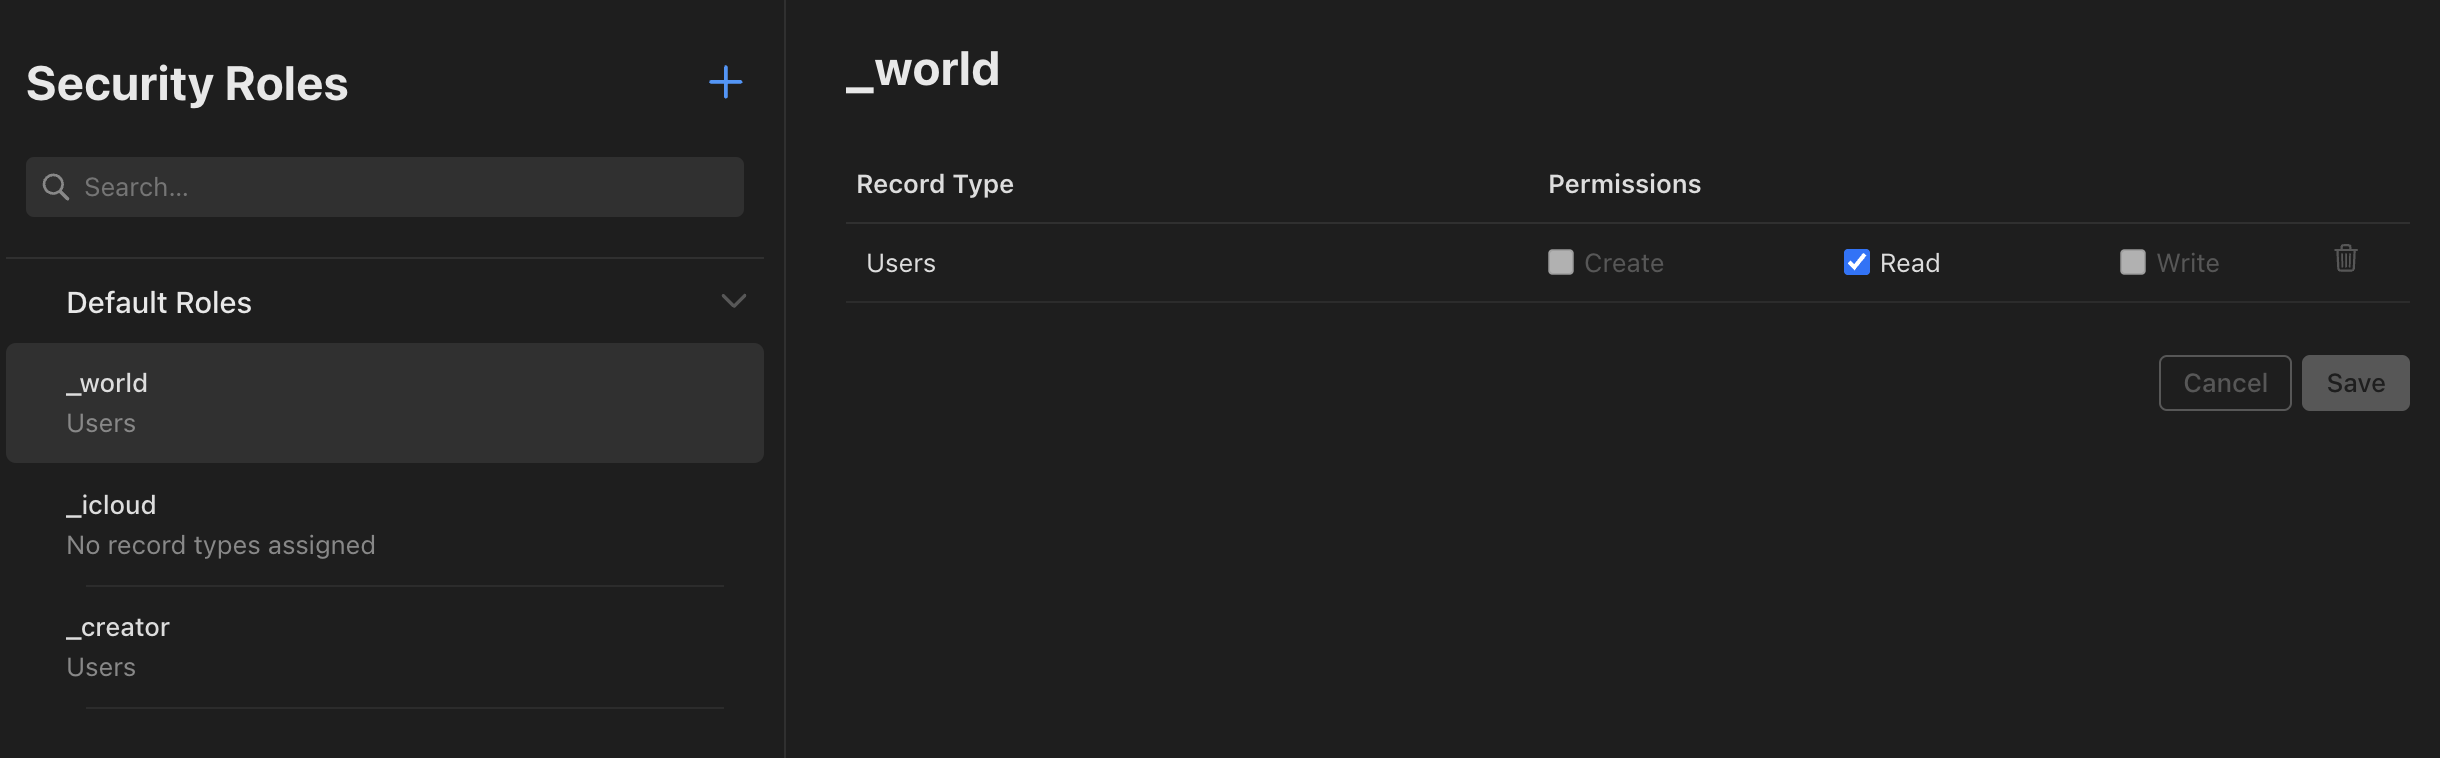 Security Roles
Search...
Default Roles
_world
Users
_icloud
No record types assigned
_creator
Users
_world
Record Type Permissions
Users Create Read Write
Cancel Save